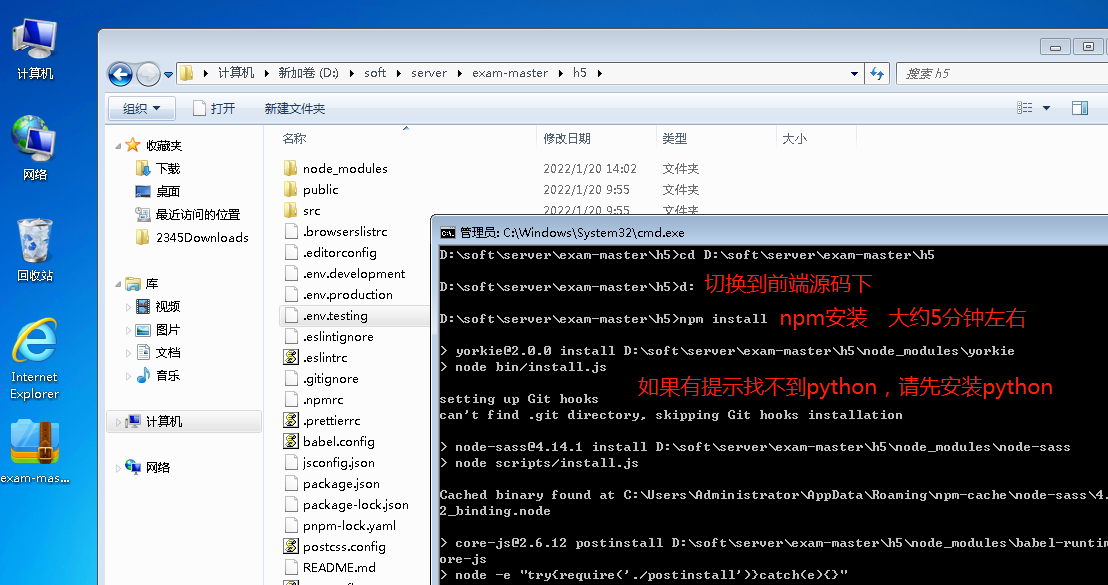 计算机
网络
回收站
Internet
Explorer
exam-mas...
计算机 新加卷 (D:) soft server exam-master h5
搜索 h5
组织 打开 新建文件夹
收藏夹
下载
桌面
最近访问的位置
2345Downloads
库
视频
图片
文档
音乐
计算机
网络
名称 修改日期 类型 大小
node_modules 2022/1/20 14:02 文件夹
public 2022/1/20 9:55 文件夹
src 2022/1/20 9:55 文件夹
.browserslistrc
.editorconfig
.env.development
.env.production
.env.testing
.eslintignore
.eslintrc
.gitignore
.npmrc
.prettierrc
babel.config
jsconfig.json
package.json
package-lock.json
pnpm-lock.yaml
postcss.config
README.md
管理员: C:\Windows\System32\cmd.exe
D:\soft\server\exam-master\h5>cd D:\soft\server\exam-master\h5
D:\soft\server\exam-master\h5>d: 切换到前端源码下
D:\soft\server\exam-master\h5>npm install npm安装 大约5分钟左右
> yorkie@2.0.0 install D:\soft\server\exam-master\h5\node_modules\yorkie
> node bin/install.js
如果有提示找不到python，请先安装python
setting up Git hooks
can't find .git directory, skipping Git hooks installation
> node-sass@4.14.1 install D:\soft\server\exam-master\h5\node_modules\node-sass
> node scripts/install.js
Cached binary found at C:\Users\Administrator\AppData\Roaming\npm-cache\node-sass\4.
2_binding.node
> core-js@2.6.12 postinstall D:\soft\server\exam-master\h5\node_modules\babel-runtim
ore-js
> node -e "try{require('./postinstall')}catch(e){}"